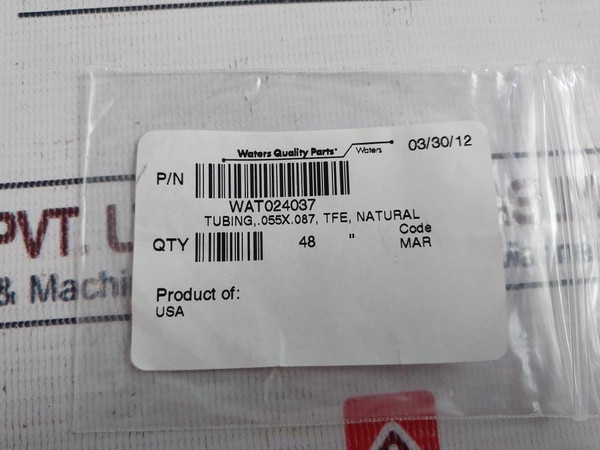 Waters Quality Parts Waters 03/30/12
P/N
WAT024037
TUBING,.055X.087, TFE, NATURAL
QTY 48 " Code
MAR
Product of:
USA
PVT.
& Machin